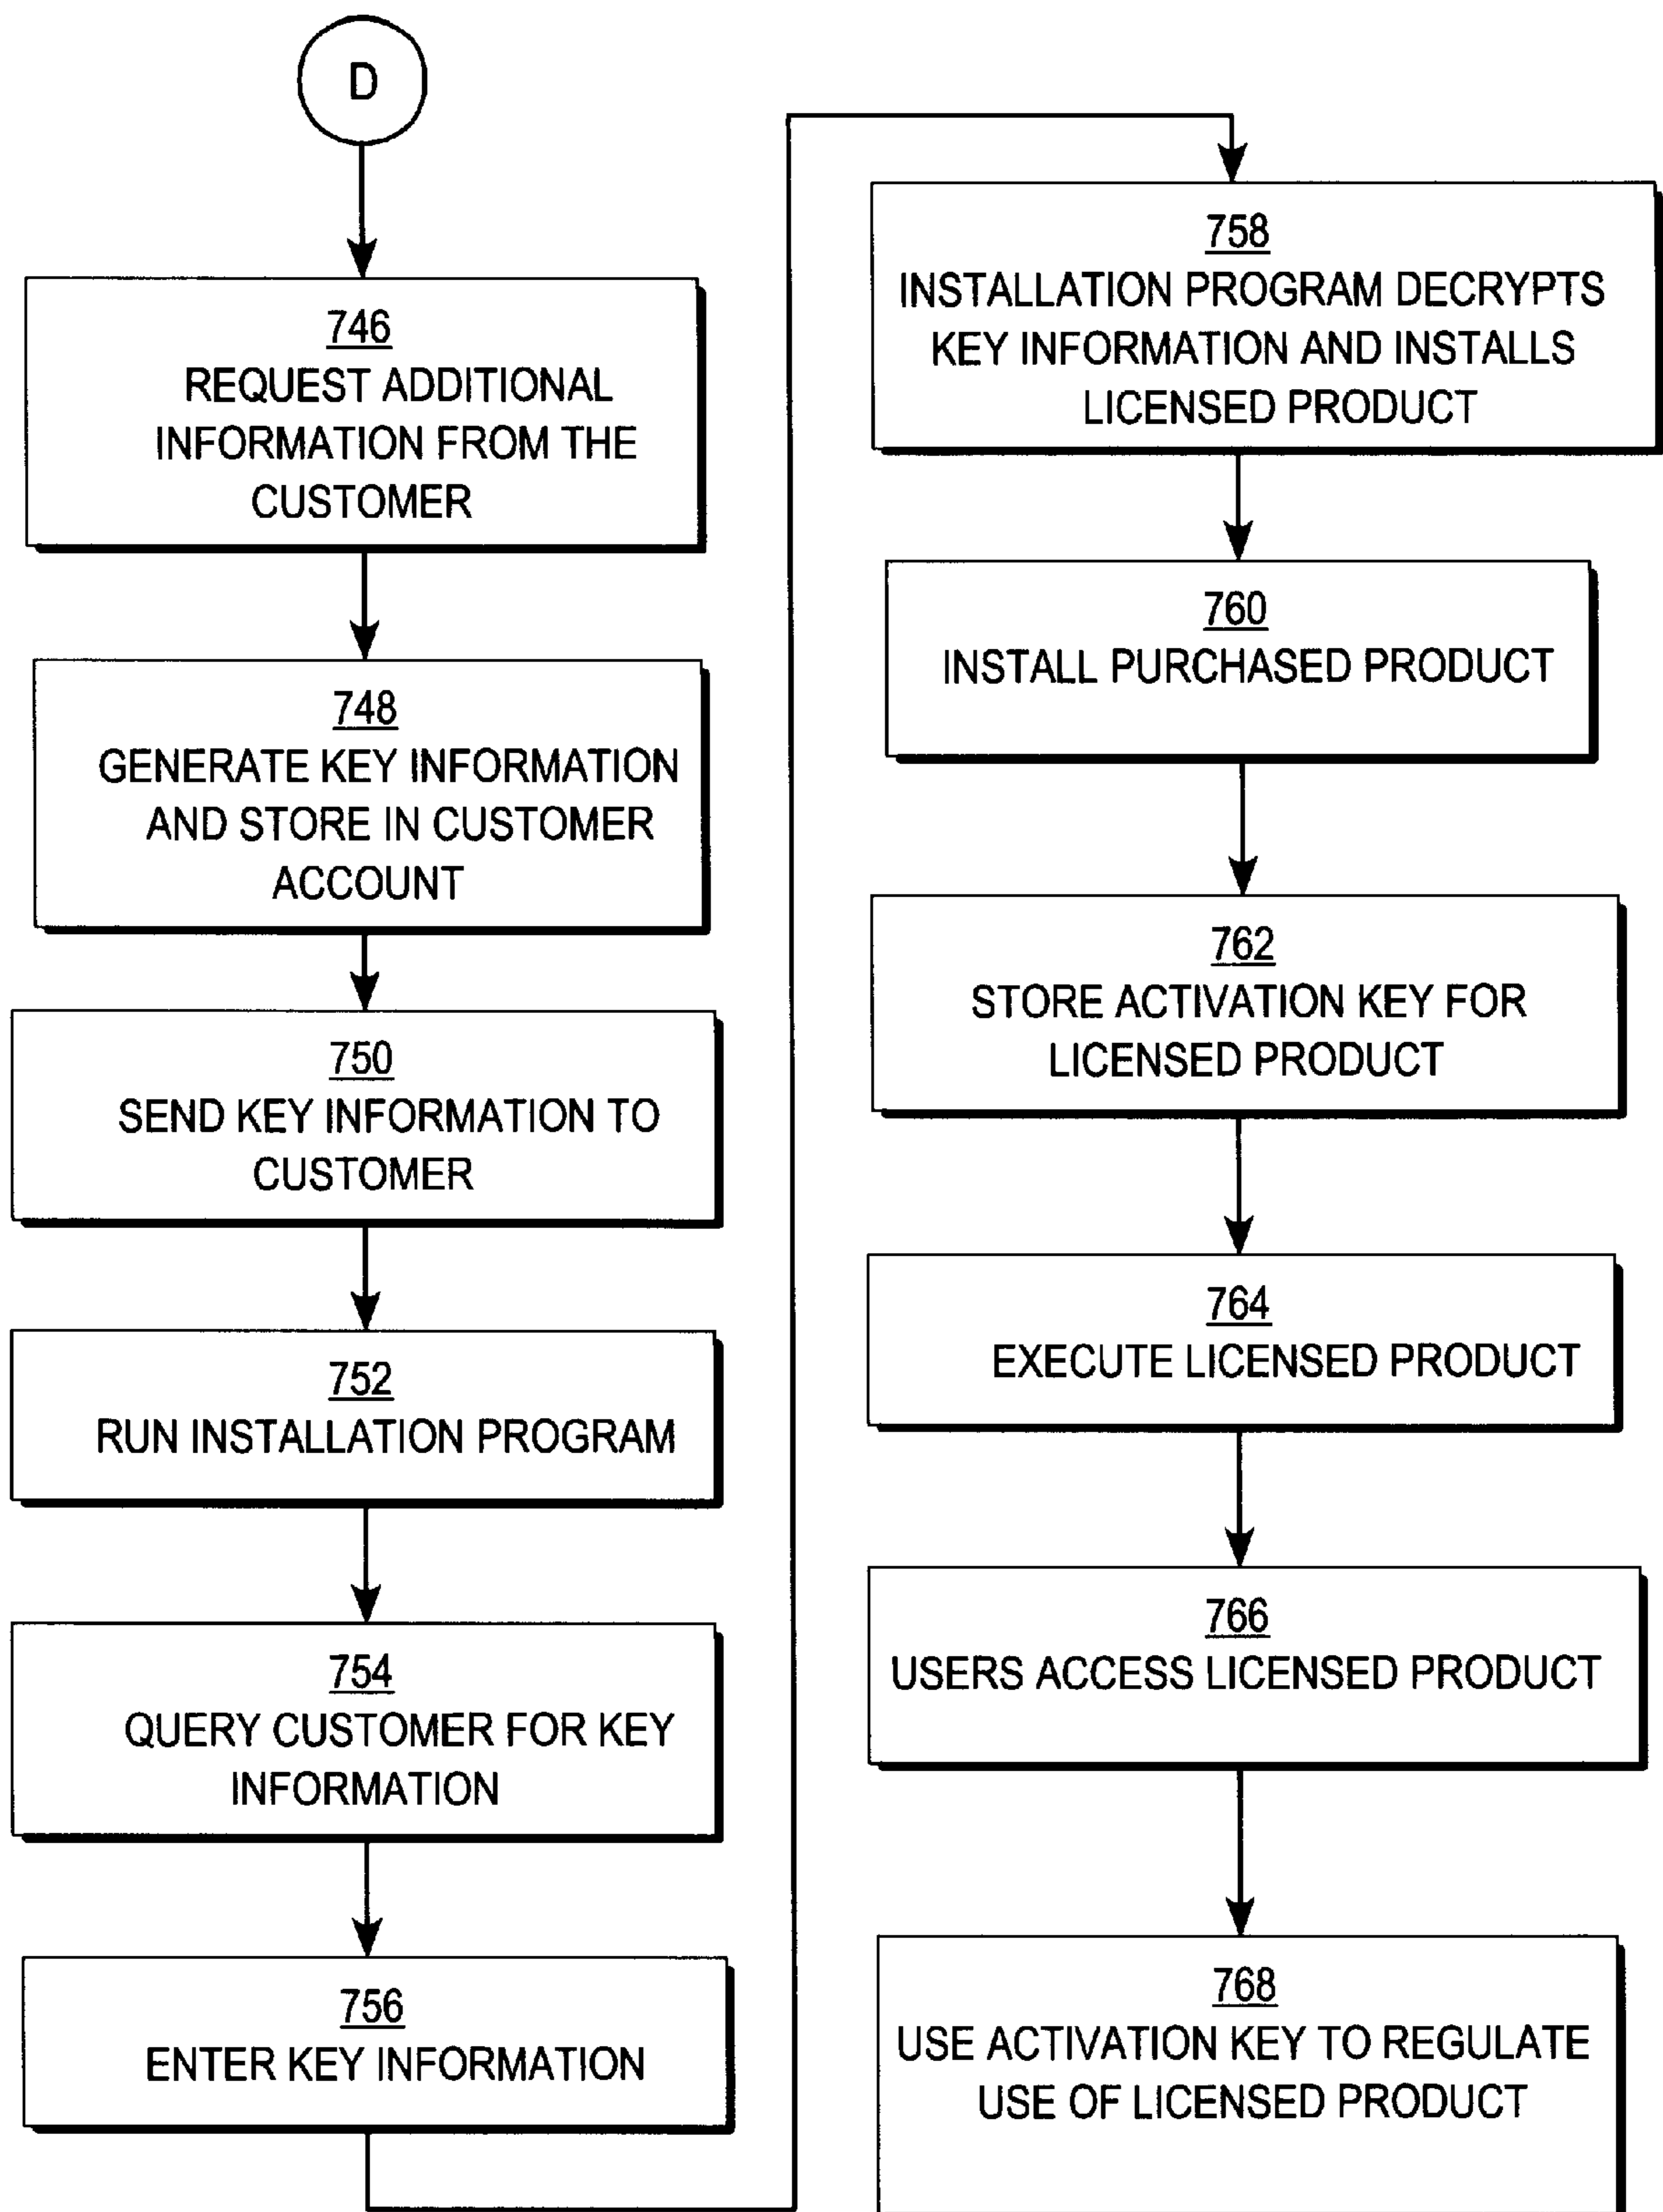 D
746
REQUEST ADDITIONAL
INFORMATION FROM THE
CUSTOMER
748
GENERATE KEY INFORMATION
AND STORE IN CUSTOMER
ACCOUNT
750
SEND KEY INFORMATION TO
CUSTOMER
752
RUN INSTALLATION PROGRAM
754
QUERY CUSTOMER FOR KEY
INFORMATION
756
ENTER KEY INFORMATION
758
INSTALLATION PROGRAM DECRYPTS
KEY INFORMATION AND INSTALLS
LICENSED PRODUCT
760
INSTALL PURCHASED PRODUCT
762
STORE ACTIVATION KEY FOR
LICENSED PRODUCT
764
EXECUTE LICENSED PRODUCT
766
USERS ACCESS LICENSED PRODUCT
768
USE ACTIVATION KEY TO REGULATE
USE OF LICENSED PRODUCT